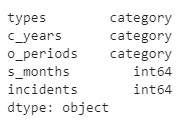 types category
c_years category
o_periods category
s_months int64
incidents int64
dtype: object